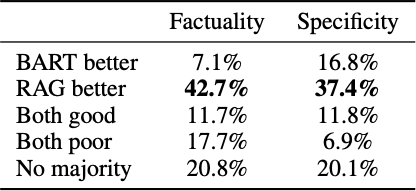 Factuality Specificity
BART better 7.1% 16.8%
RAG better 42.7% 37.4%
Both good 11.7% 11.8%
Both poor 17.7% 6.9%
No majority 20.8% 20.1%